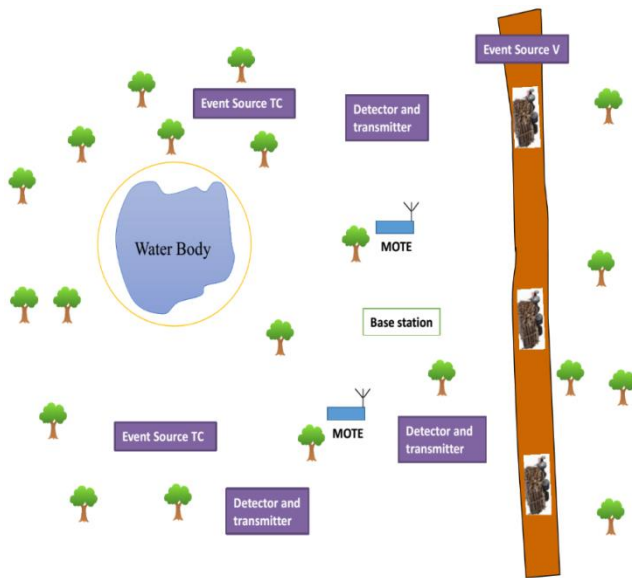 Event Source V
Event Source TC
Detector and
transmitter
Water Body
MOTE
Base station
MOTE
Event Source TC
Detector and
transmitter
Detector and
transmitter